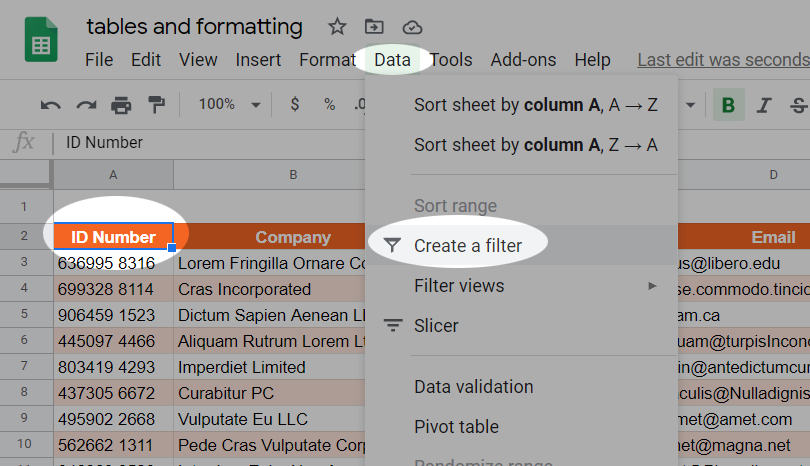 tables and formatting
File Edit View Insert Format Data Tools Add-ons Help Last edit was seconds
100% $ % .0 B I S
fx ID Number
Sort sheet by column A, A → Z
Sort sheet by column A, Z → A
Sort range
Create a filter
Filter views
Slicer
Data validation
Pivot table
Randomize range
A B D
1
2 ID Number Company Email
3 636995 8316 Lorem Fringilla Ornare Co us@libero.edu
4 699328 8114 Cras Incorporated se.commodo.tincid
5 906459 1523 Dictum Sapien Aenean Ll am.ca
6 445097 4466 Aliquam Rutrum Lorem Lt uam@turpisIncon
7 803419 4293 Imperdiet Limited in@antedictumcur
8 437305 6672 Curabitur PC culis@Nulladignis
9 495902 2668 Vulputate Eu LLC met@amet.com
10 562662 1311 Pede Cras Vulputate Corp net@magna.net